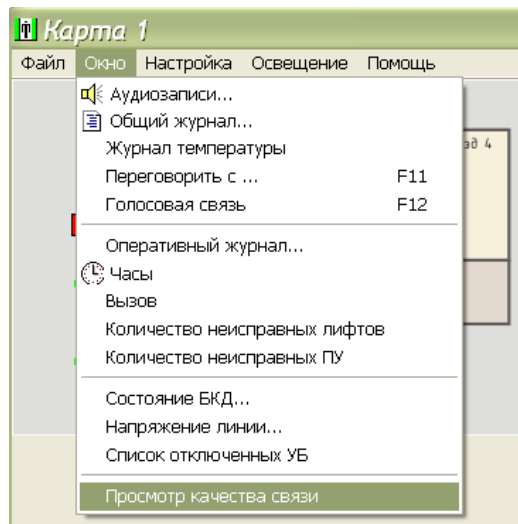 Карта 1
Файл Окно Настройка Освещение Помощь
Аудиозаписи...
Общий журнал...
Журнал температуры
Переговорить с ... F11
Голосовая связь F12
Оперативный журнал...
Часы
Вызов
Количество неисправных лифтов
Количество неисправных ПУ
Состояние БКД...
Напряжение линии...
Список отключенных УБ
Просмотр качества связи
4